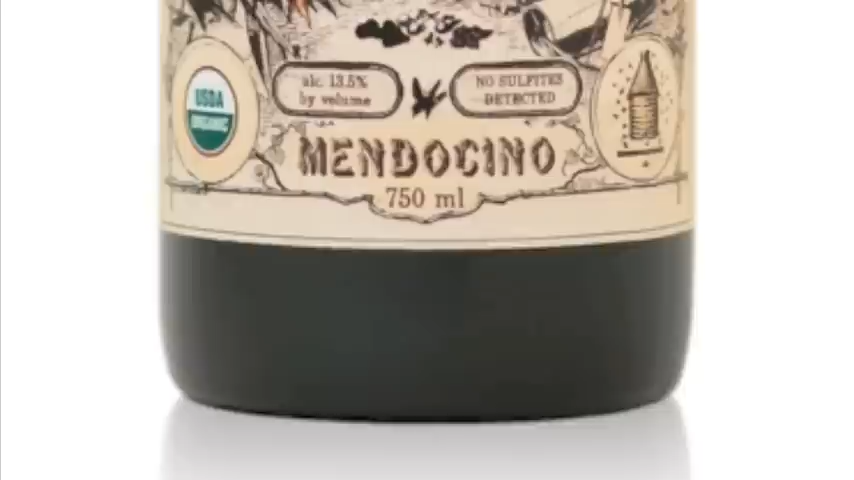 alc. 13.5%
by volume
NO SULFITES
DETECTED
USDA
ORGANIC
MENDOCINO
750 ml